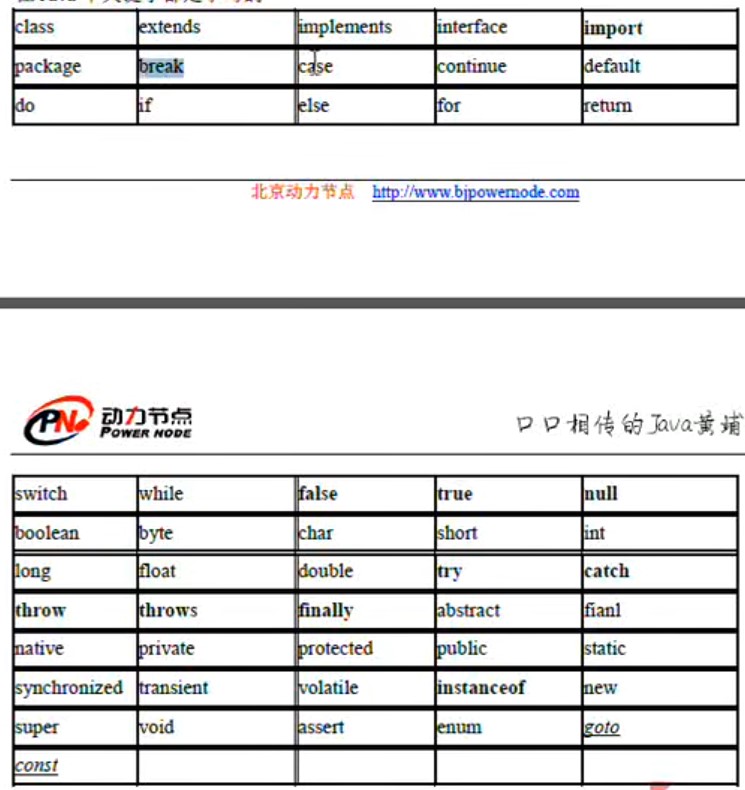 class extends implements interface import
package break case continue default
do if else for return
北京动力节点 http://www.bjpowernode.com
PN 动力节点
POWER NODE
口口相传的Java黄埔
switch while false true null
boolean byte char short int
long float double try catch
throw throws finally abstract fianl
native private protected public static
synchronized transient volatile instanceof new
super void assert enum goto
const